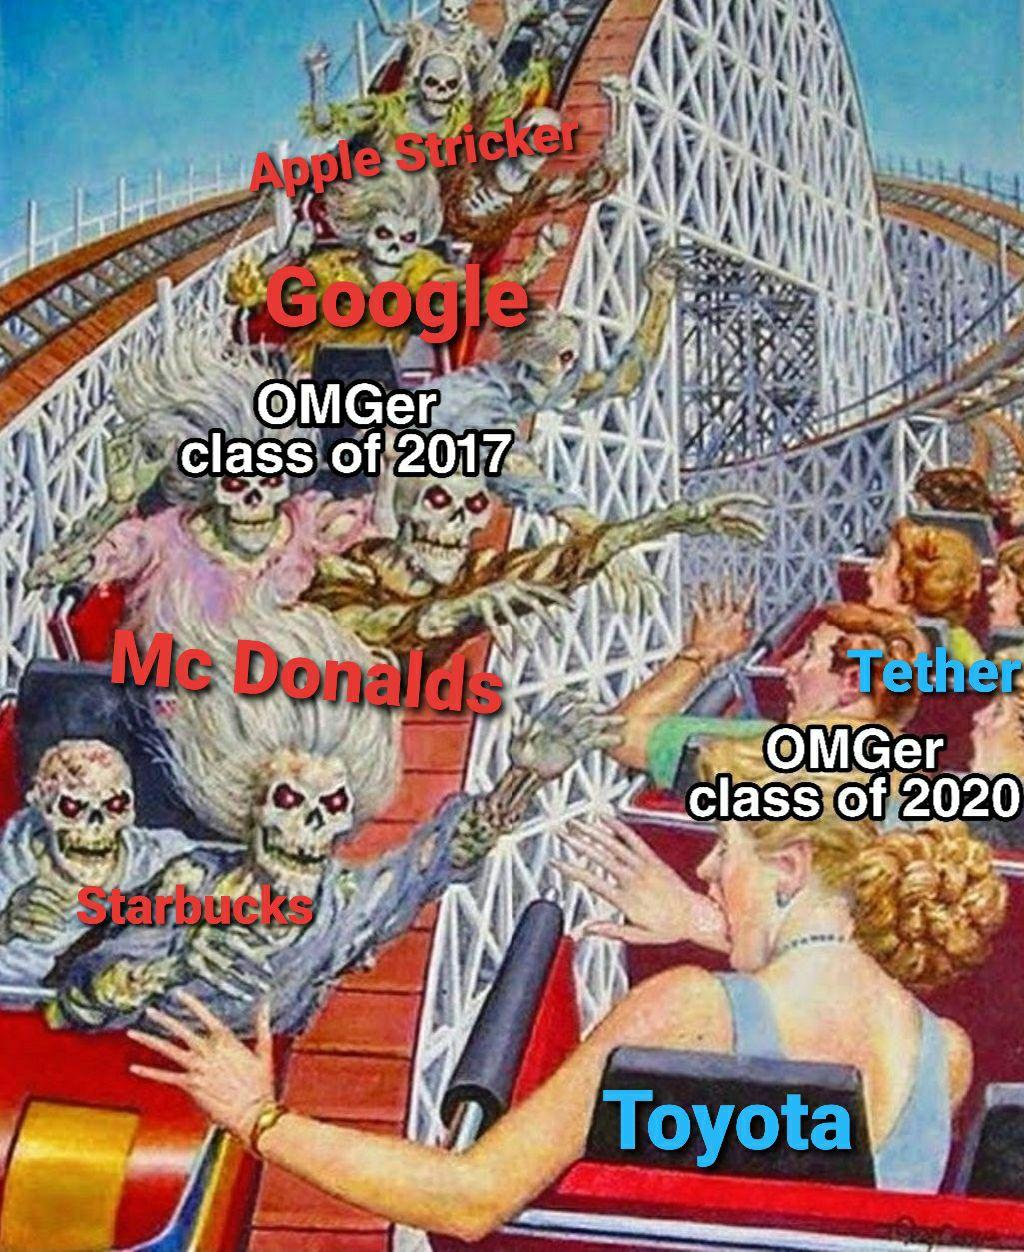 Apple Stricker
Google
OMGer
class of 2017
Mc Donalds
Tether
OMGer
class of 2020
Starbucks
Toyota